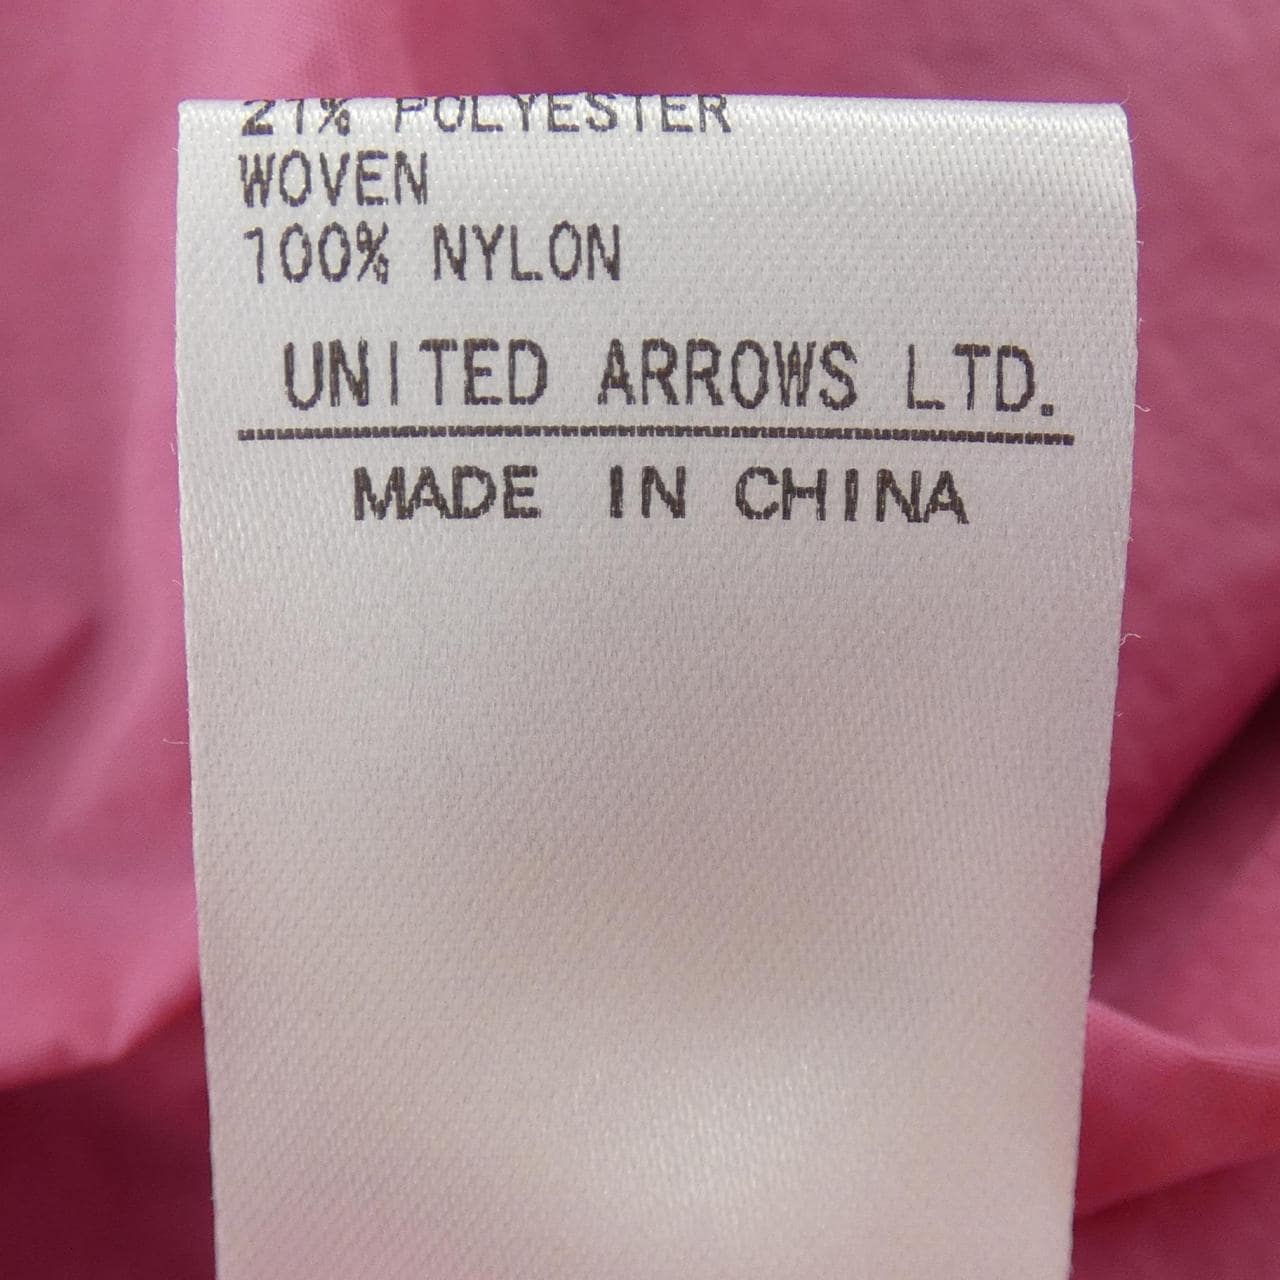 21% POLYESTER
WOVEN
100% NYLON
UNITED ARROWS LTD.
MADE IN CHINA